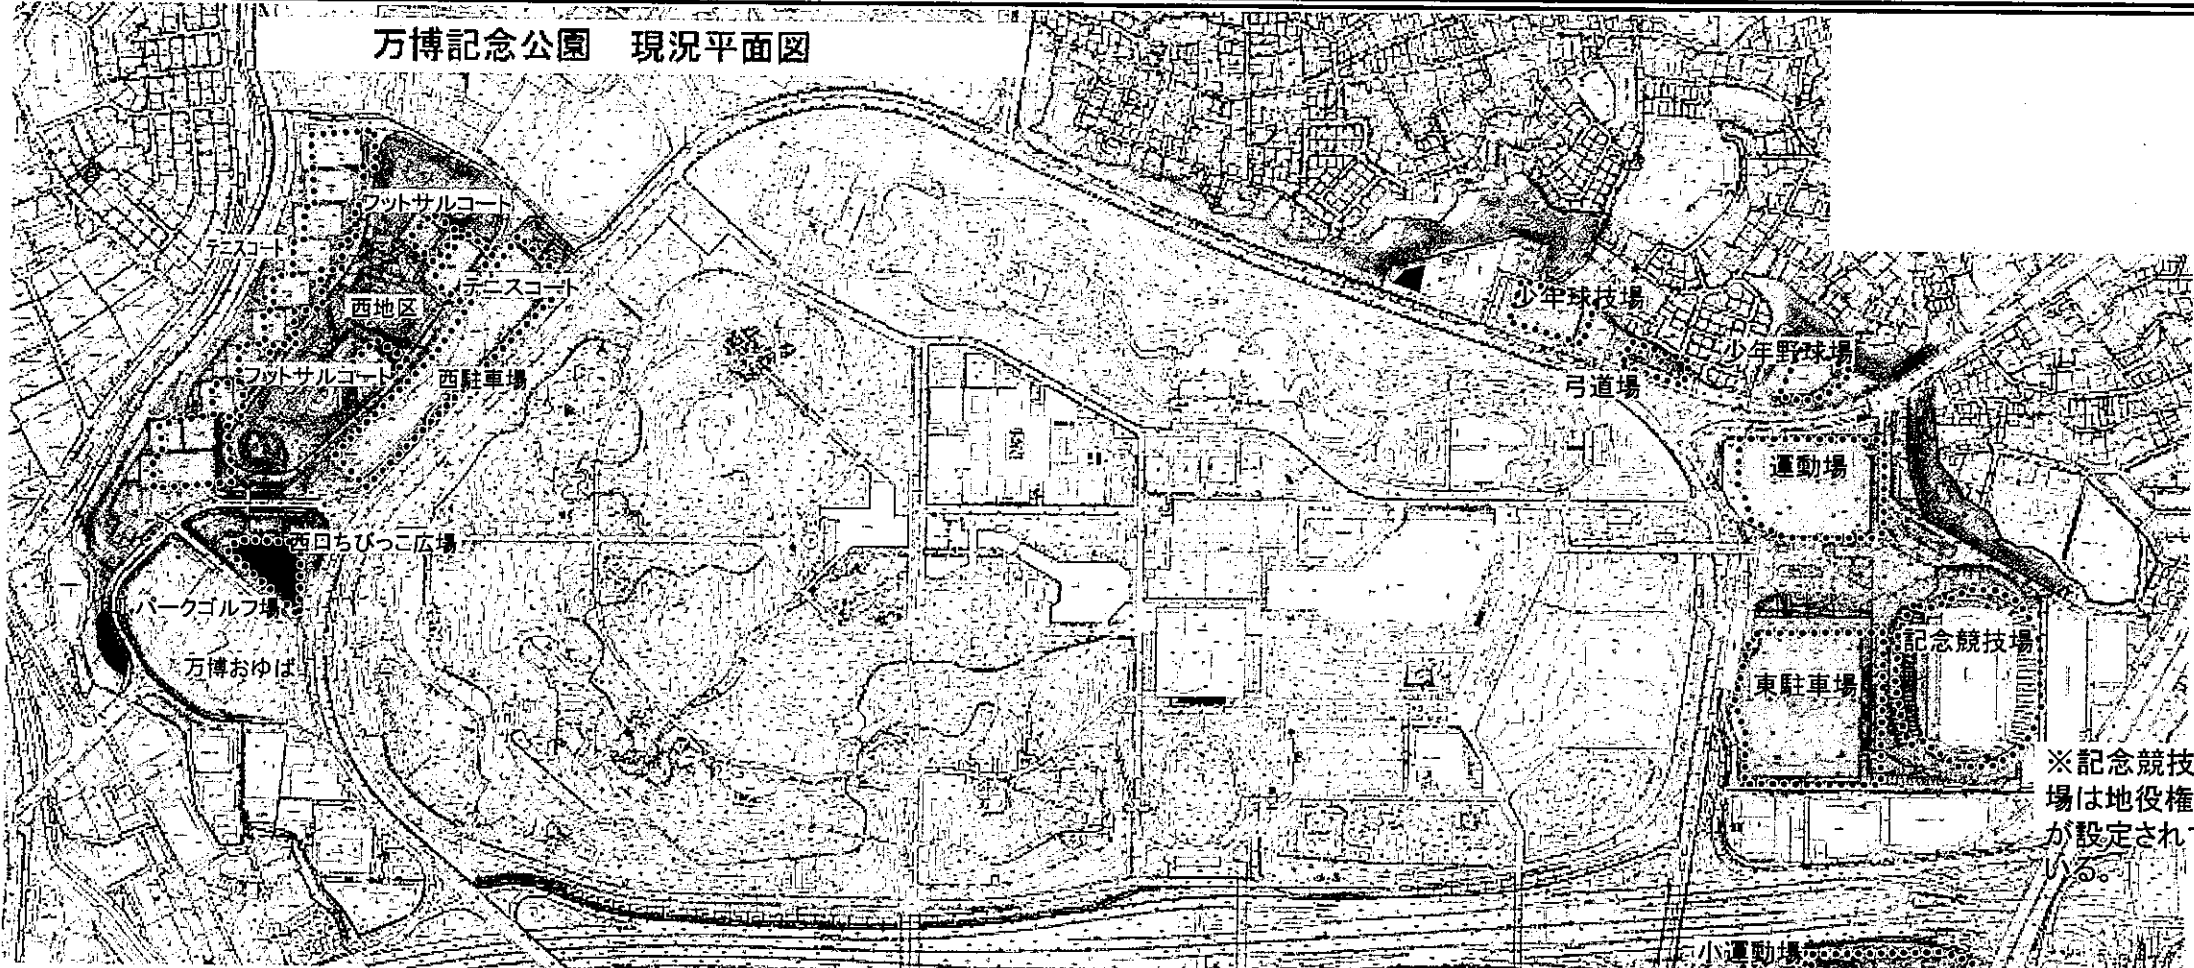 万博記念公園　現況平面図
フットサルコート
テニスコート
テニスコート
西地区
フットサルコート
西駐車場
西口ちびっこ広場
パークゴルフ場
万博おゆば
少年球技場
少年野球場
弓道場
運動場
記念競技場
東駐車場
※記念競技
場は地役権
が設定されて
いる。
小運動場